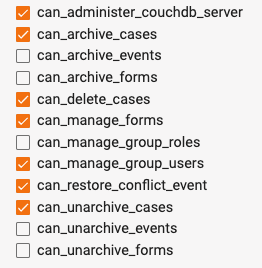 can_administer_couchdb_server
can_archive_cases
can_archive_events
can_archive_forms
can_delete_cases
can_manage_forms
can_manage_group_roles
can_manage_group_users
can_restore_conflict_event
can_unarchive_cases
can_unarchive_events
can_unarchive_forms